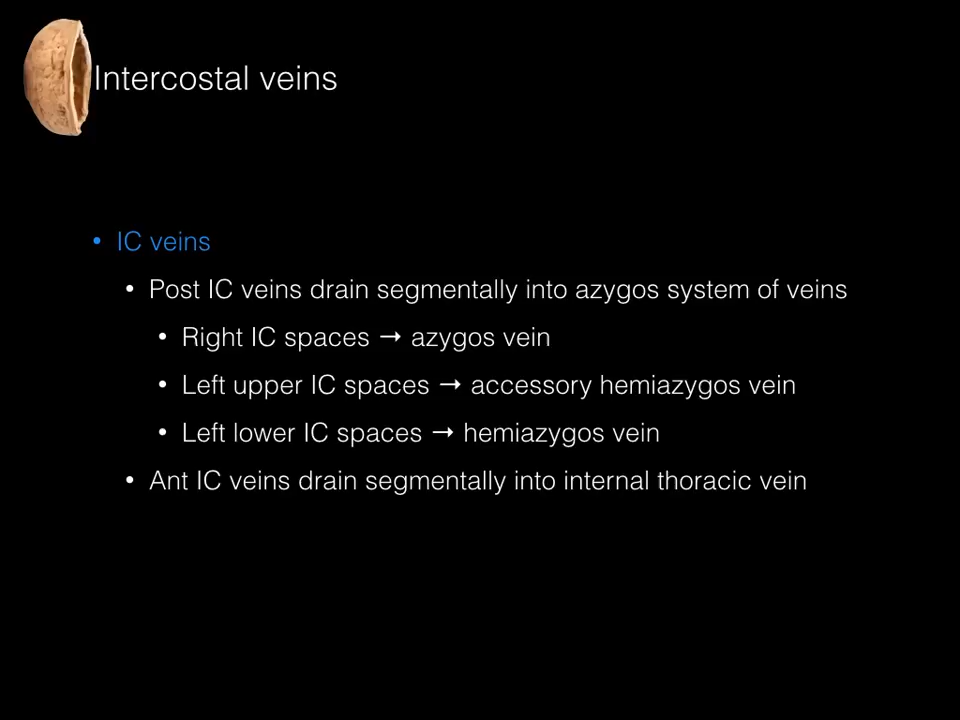 Intercostal veins
• IC veins
• Post IC veins drain segmentally into azygos system of veins
• Right IC spaces → azygos vein
• Left upper IC spaces → accessory hemiazygos vein
• Left lower IC spaces → hemiazygos vein
• Ant IC veins drain segmentally into internal thoracic vein